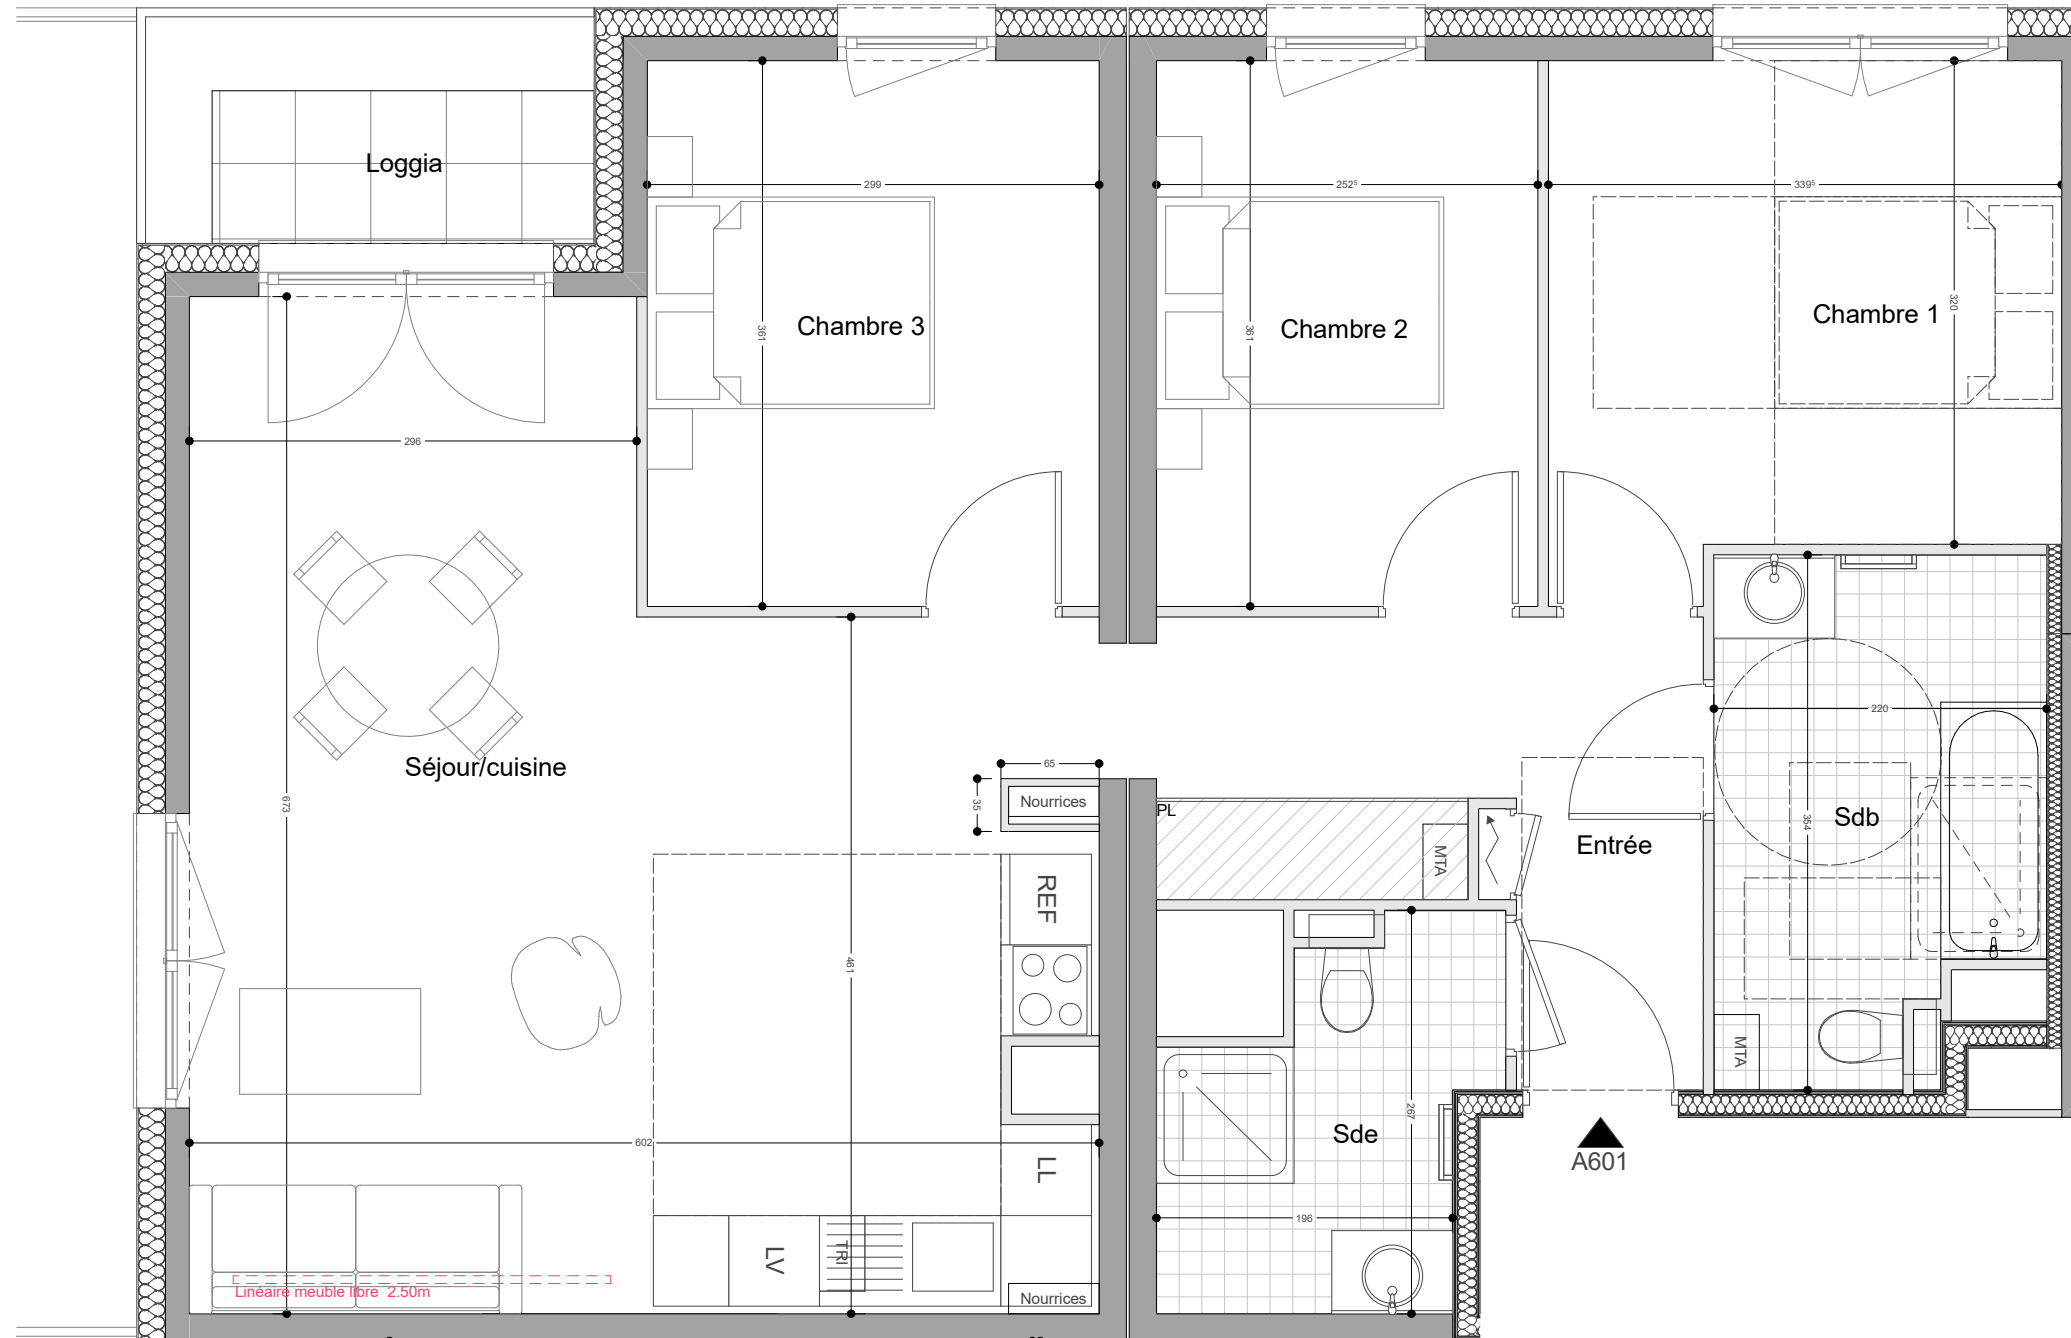 Loggia
299
252⁵
339⁵
361
Chambre 3
361
Chambre 2
320
Chambre 1
296
673
Séjour/cuisine
65
35
Nourrices
PL
MTA
Entrée
220
354
Sdb
REF
461
MTA
602
LL
LV
TRI
Nourrices
Linéaire meuble libre 2.50m
267
Sde
196
A601